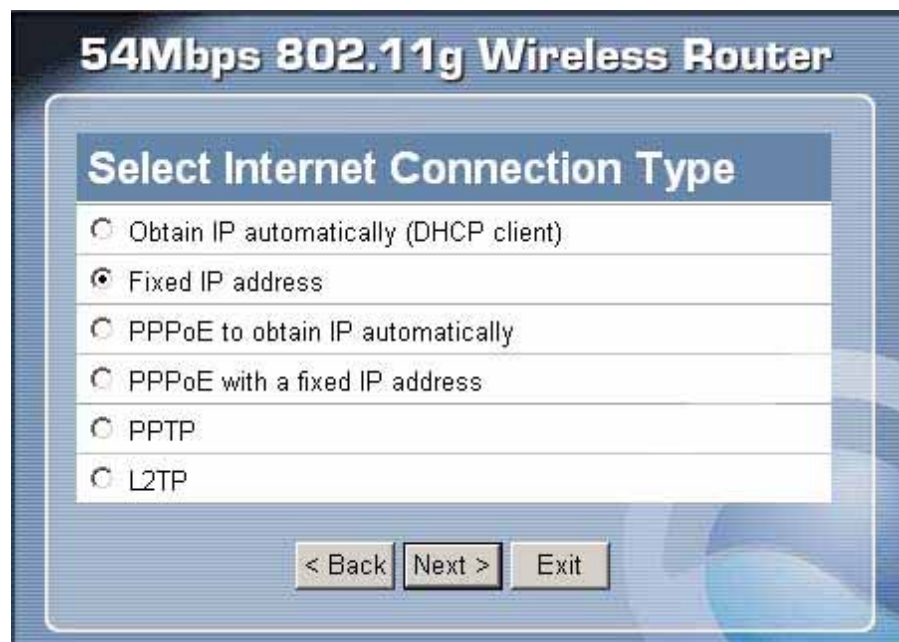 54Mbps 802.11g Wireless Router
Select Internet Connection Type
Obtain IP automatically (DHCP client)
Fixed IP address
PPPoE to obtain IP automatically
PPPoE with a fixed IP address
PPTP
L2TP
< Back Next > Exit